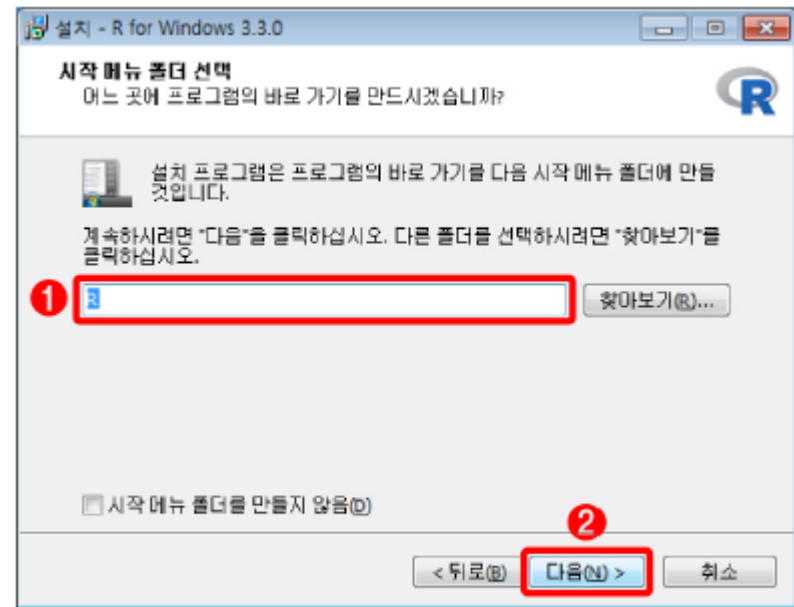 설치 - R for Windows 3.3.0
시작 메뉴 폴더 선택
어느 곳에 프로그램의 바로 가기를 만드시겠습니까?
R
설치 프로그램은 프로그램의 바로 가기를 다음 시작 메뉴 폴더에 만들
것입니다.
계속하시려면 "다음"을 클릭하십시오. 다른 폴더를 선택하시려면 "찾아보기"를
클릭하십시오.
1
R
찾아보기(R)...
시작 메뉴 폴더를 만들지 않음(D)
2
< 뒤로(B) 다음(N) > 취소